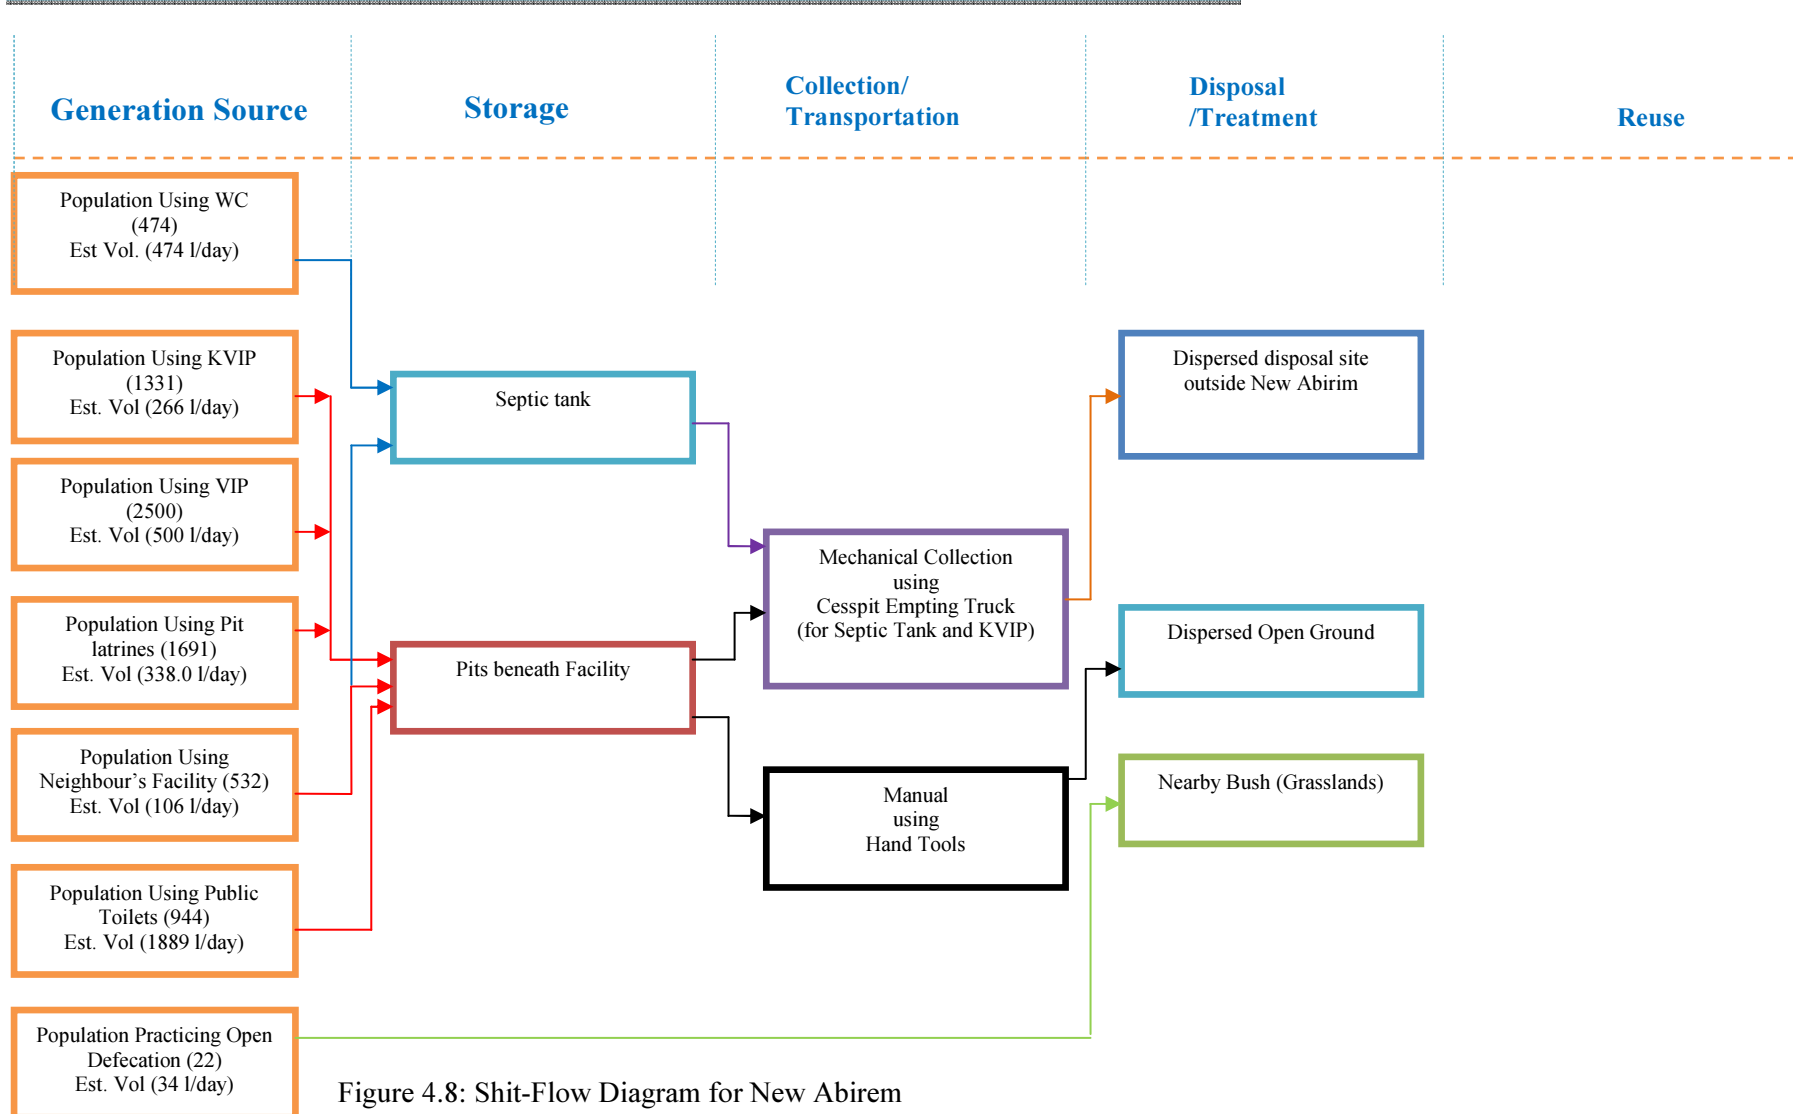 Generation Source
Storage
Collection/
Transportation
Disposal
/Treatment
Reuse
Population Using WC
(474)
Est Vol. (474 l/day)
Population Using KVIP
(1331)
Est. Vol (266 l/day)
Population Using VIP
(2500)
Est. Vol (500 l/day)
Population Using Pit
latrines (1691)
Est. Vol (338.0 l/day)
Population Using
Neighbour’s Facility (532)
Est. Vol (106 l/day)
Population Using Public
Toilets (944)
Est. Vol (1889 l/day)
Population Practicing Open
Defecation (22)
Est. Vol (34 l/day)
Septic tank
Pits beneath Facility
Mechanical Collection
using
Cesspit Empting Truck
(for Septic Tank and KVIP)
Manual
using
Hand Tools
Dispersed disposal site
outside New Abirim
Dispersed Open Ground
Nearby Bush (Grasslands)
Figure 4.8: Shit-Flow Diagram for New Abirem